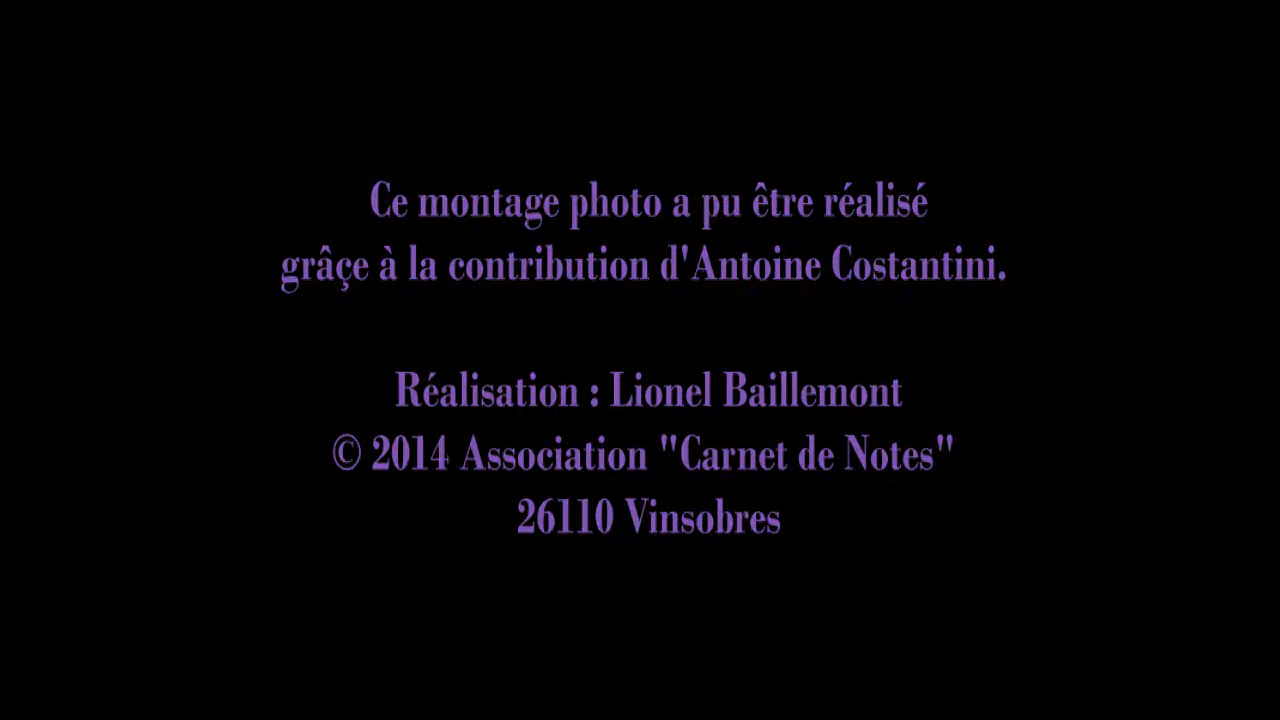 Ce montage photo a pu être réalisé
grâçe à la contribution d'Antoine Costantini.
Réalisation : Lionel Baillemont
© 2014 Association "Carnet de Notes"
26110 Vinsobres